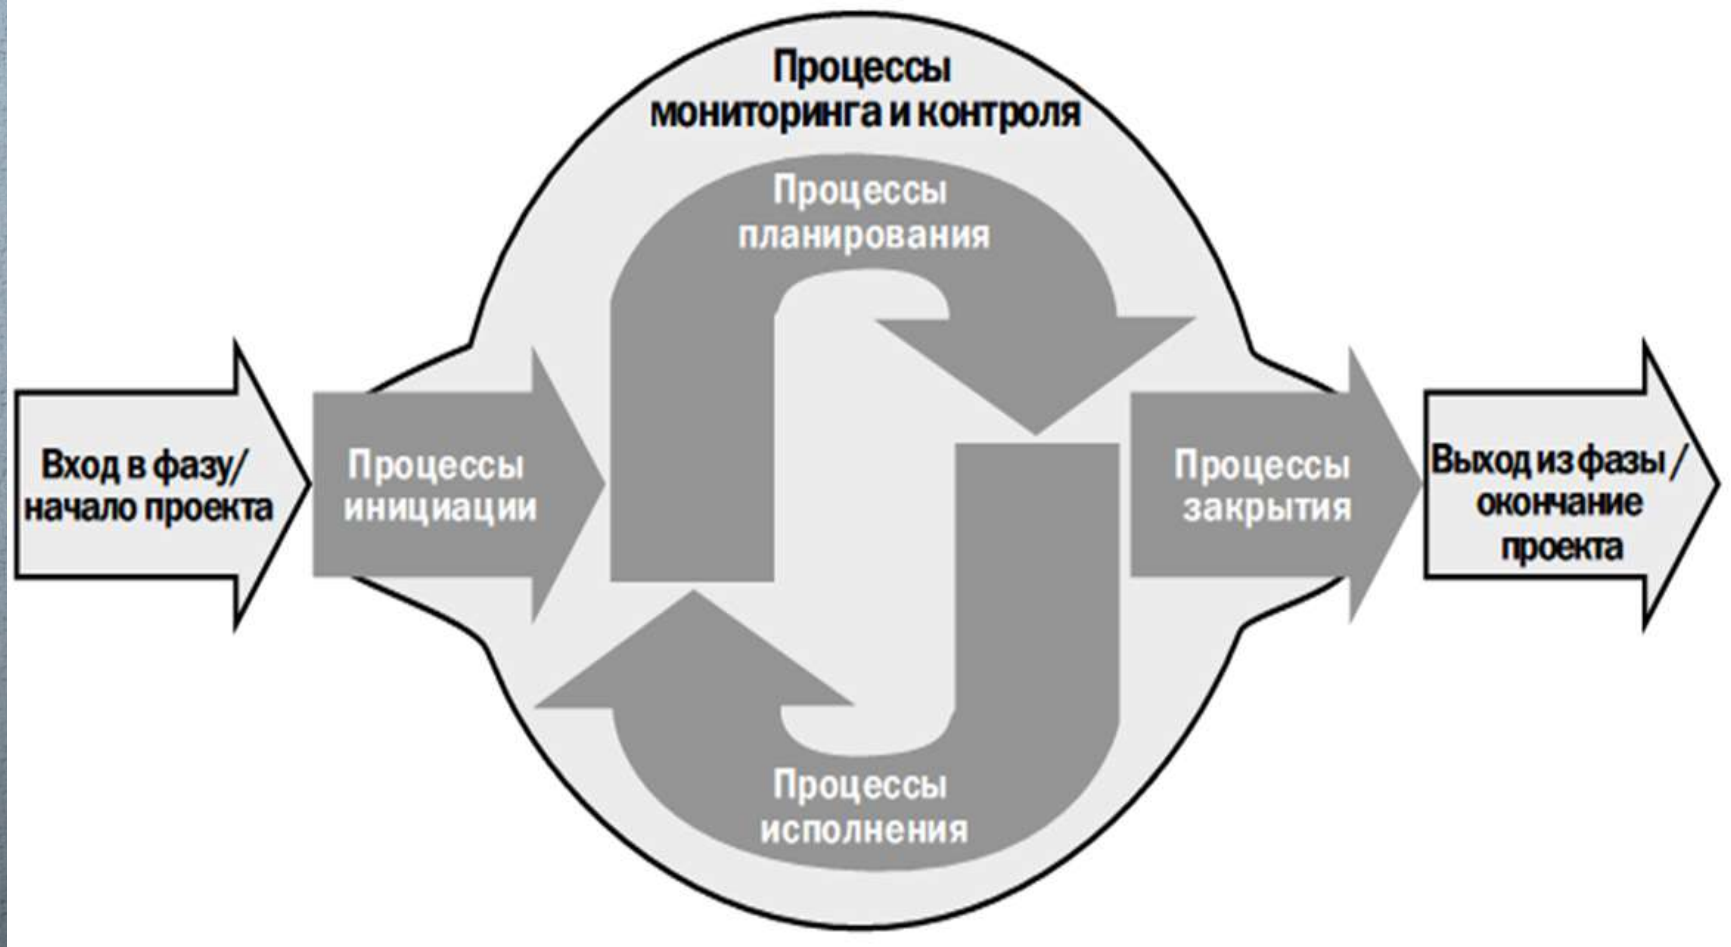 Процессы
мониторинга и контроля
Процессы
планирования
Вход в фазу/
начало проекта
Процессы
инициации
Процессы
закрытия
Выход из фазы /
окончание
проекта
Процессы
исполнения